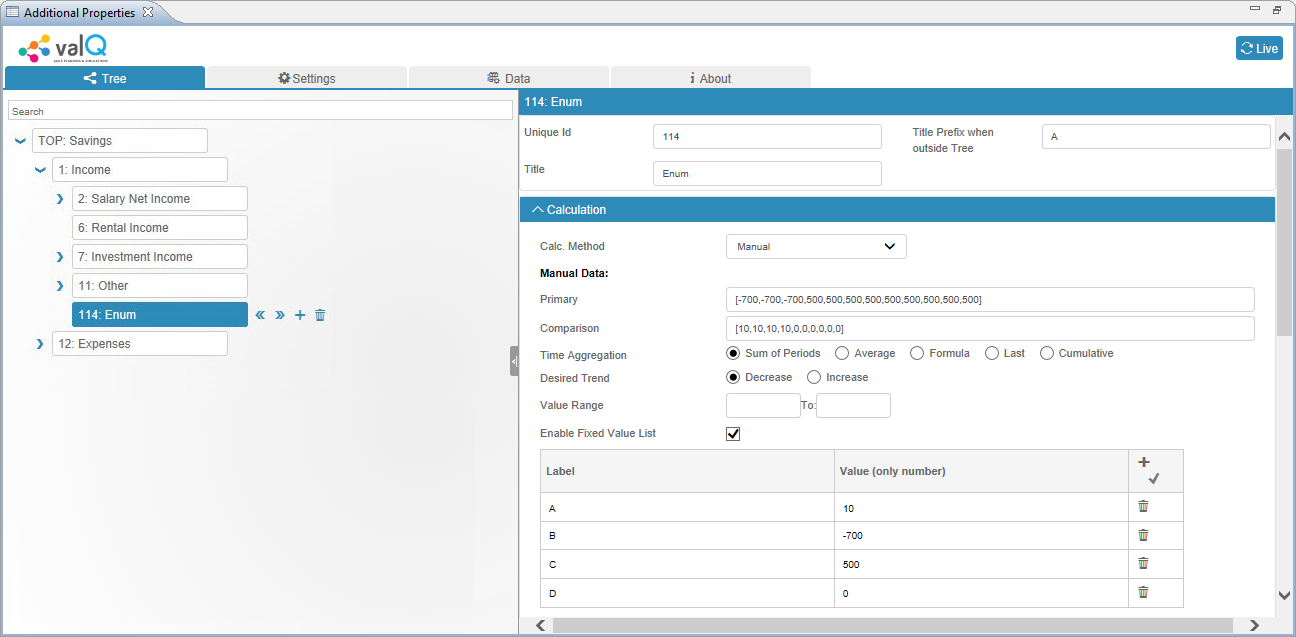 Additional Properties
valQ
Live
Tree
Settings
Data
About
Search
TOP: Savings
1: Income
2: Salary Net Income
6: Rental Income
7: Investment Income
11: Other
114: Enum
12: Expenses
114: Enum
Unique Id
114
Title Prefix when
outside Tree
A
Title
Enum
Calculation
Calc. Method
Manual
Manual Data:
Primary
[-700,-700,-700,500,500,500,500,500,500,500,500,500]
Comparison
[10,10,10,10,0,0,0,0,0,0]
Time Aggregation
Sum of Periods
Average
Formula
Last
Cumulative
Desired Trend
Decrease
Increase
Value Range
To:
Enable Fixed Value List
Label
Value (only number)
A
10
B
-700
C
500
D
0